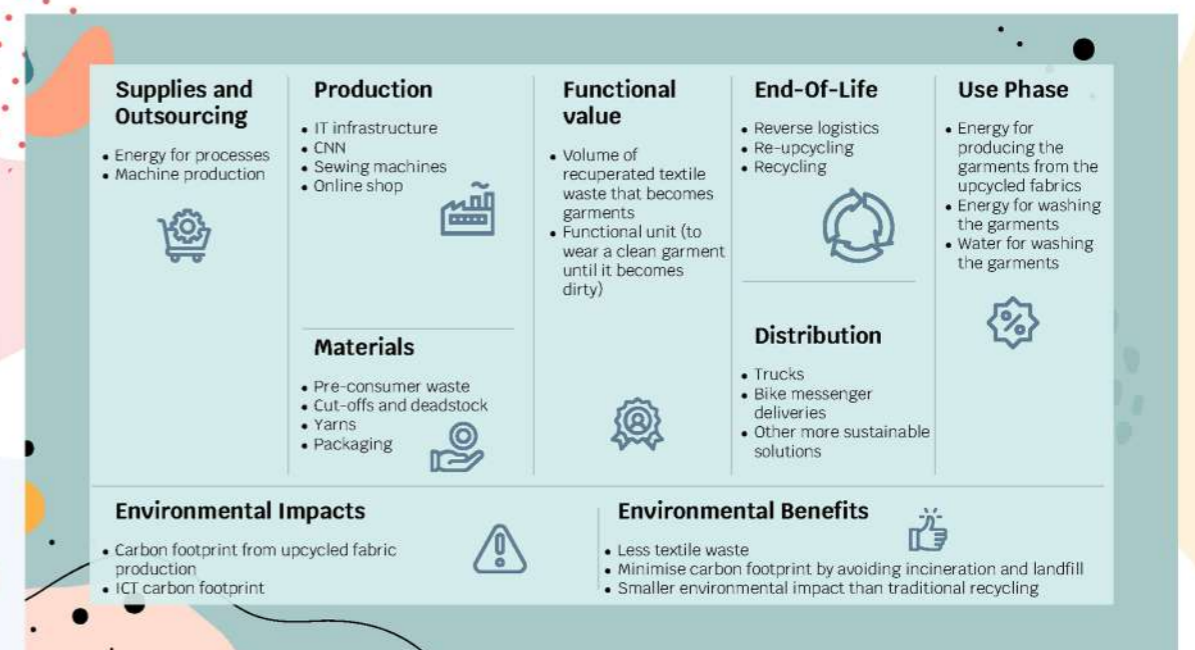 Supplies and
Outsourcing
• Energy for processes
• Machine production
Production
• IT infrastructure
• CNN
• Sewing machines
• Online shop
Materials
• Pre-consumer waste
• Cut-offs and deadstock
• Yarns
• Packaging
Functional
value
• Volume of
recuperated textile
waste that becomes
garments
• Functional unit (to
wear a clean garment
until it becomes
dirty)
End-Of-Life
• Reverse logistics
• Re-upcycling
• Recycling
Distribution
• Trucks
• Bike messenger
deliveries
• Other more sustainable
solutions
Use Phase
• Energy for
producing the
garments from the
upcycled fabrics
• Energy for washing
the garments
• Water for washing
the garments
Environmental Impacts
• Carbon footprint from upcycled fabric
production
• ICT carbon footprint
Environmental Benefits
• Less textile waste
• Minimise carbon footprint by avoiding incineration and landfill
• Smaller environmental impact than traditional recycling